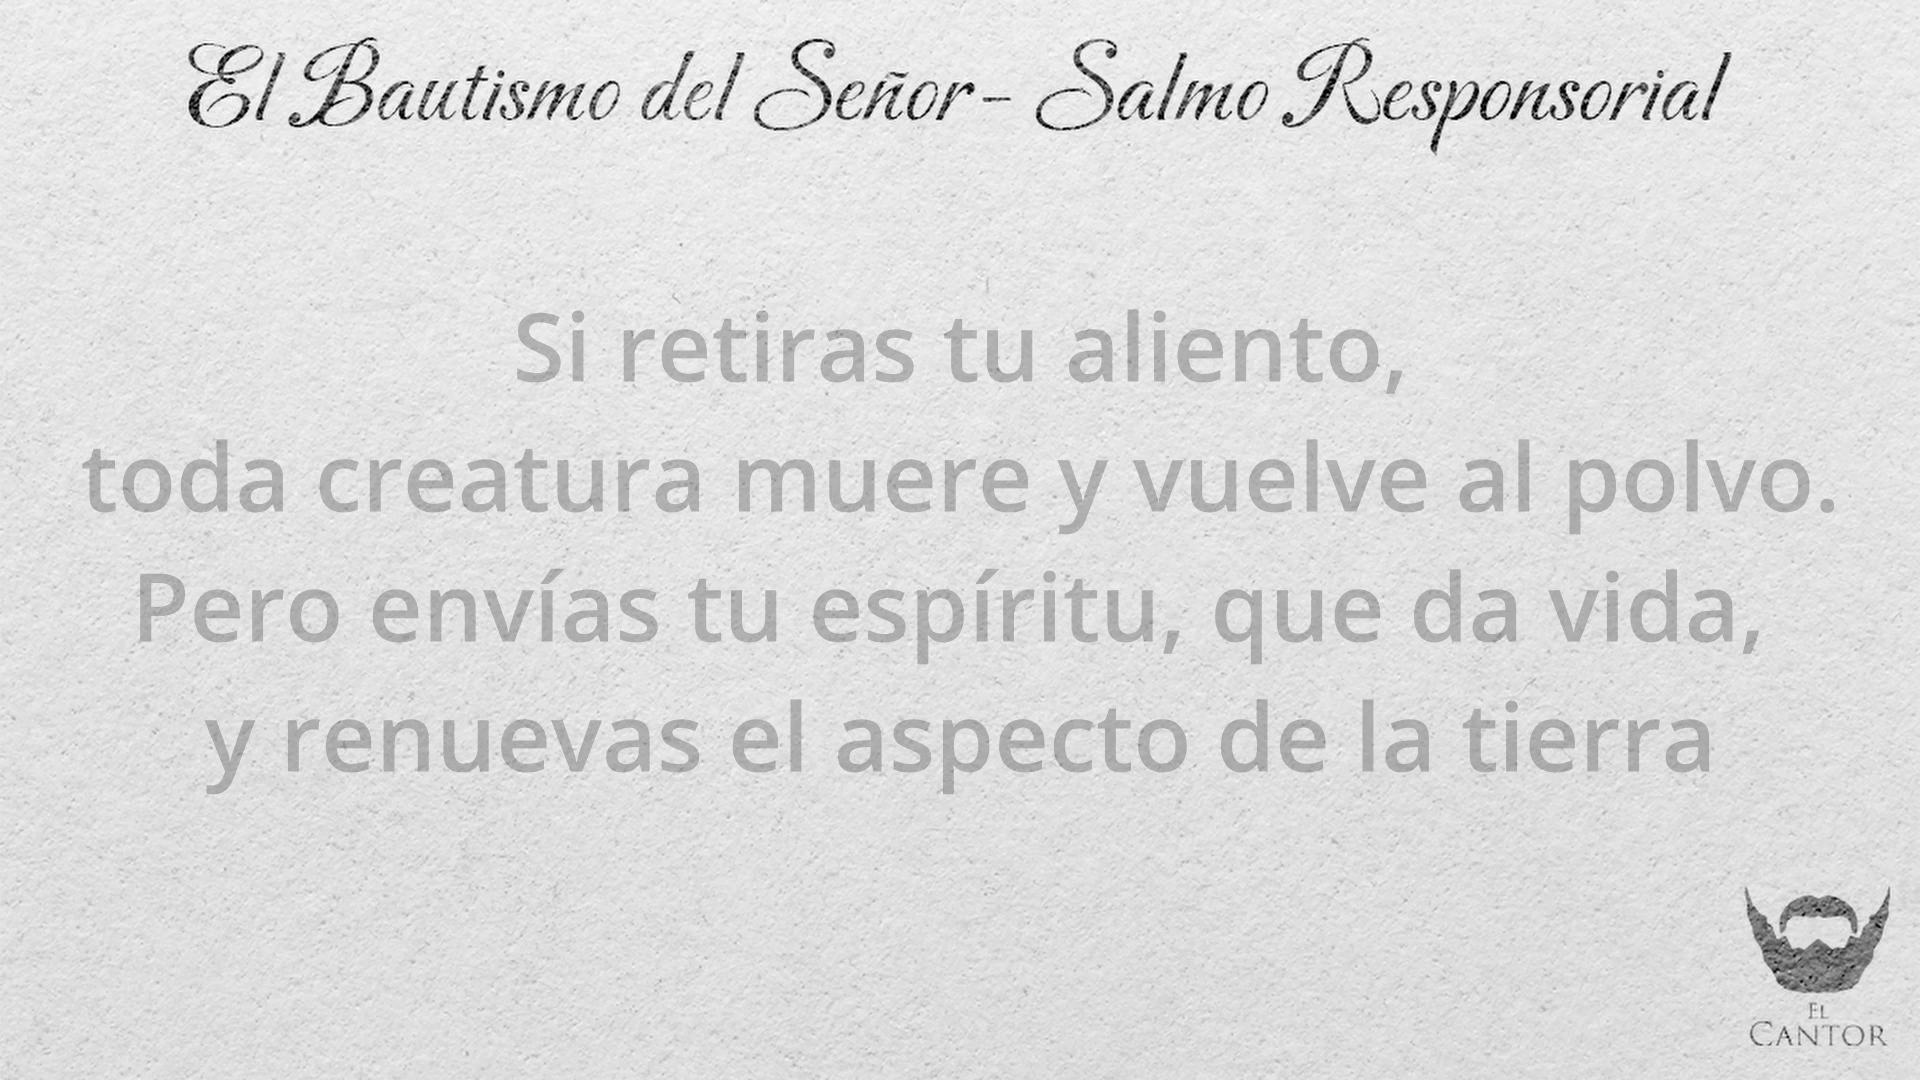 El Bautismo del Señor- Salmo Responsorial
Si retiras tu aliento,
toda creatura muere y vuelve al polvo.
Pero envías tu espíritu, que da vida,
y renuevas el aspecto de la tierra
EL
CANTOR